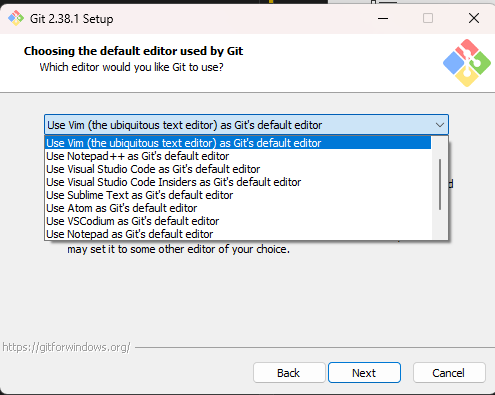 Git 2.38.1 Setup
Choosing the default editor used by Git
Which editor would you like Git to use?
Use Vim (the ubiquitous text editor) as Git's default editor
Use Vim (the ubiquitous text editor) as Git's default editor
Use Notepad++ as Git's default editor
Use Visual Studio Code as Git's default editor
Use Visual Studio Code Insiders as Git's default editor
Use Sublime Text as Git's default editor
Use Atom as Git's default editor
Use VSCodium as Git's default editor
Use Notepad as Git's default editor
may set it to some other editor of your choice.
https://gitforwindows.org/
Back
Next
Cancel